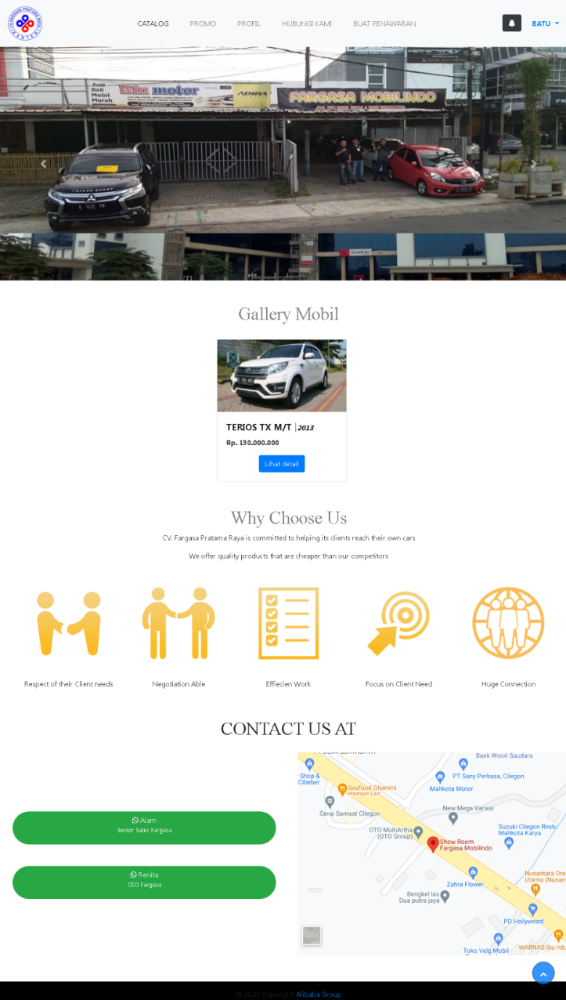 CATALOG
PROMO
PROFIL
HUBUNGI KAMI
BUAT PENAWARAN
BATU
Jual
Beli
Mobil
Murah
Win motor
ADIRA
FARGASA MOBILINDO
Gallery Mobil
TERIOS TX M/T | 2013
Rp. 130.000.000
Lihat detail
Why Choose Us
CV. Fargasa Pratama Raya is committed to helping its clients reach their own cars
We offer quality products that are cheaper than our competitors
Respect of their Client needs
Negotiation Able
Effiecien Work
Focus on Client Need
Huge Connection
CONTACT US AT
Alam
Senior Sales Fargasa
Renita
CEO Fargasa
Bank Woori Saudara
Shop &
Cibeber
PT Sany Perkasa, Cilegon
Seafood Ghanimi
Hidangan Laut
Mahkota Motor
Gerai Samsat Cilegon
New Mega Variasi
OTO MultiArtha
(OTO Group)
Suzuki Cilegon Restu
Mahkota Karya
Show Room
Fargasa Mobilindo
Zahra Flower
Nusantara Dre
Utama (Nusan
Bengkel las
Dua putra jaya
PD Hollywood
Toko Velg Mobil
WARNAS Ibu ndu
© 2021 Copyright Alibaba Group